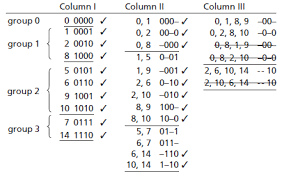 Column I Column II Column III
group 0 0 0000 ✓ 0, 1 000– ✓ 0, 1, 8, 9 –00–
group 1 1 0001 ✓ 0, 2 00–0 ✓ 0, 2, 8, 10 –0–0
2 0010 ✓ 0, 8 –000 ✓ 0, 8, 1, 9 –00–
8 1000 ✓ 1, 5 0–01 0, 8, 2, 10 –0–0
group 2 5 0101 ✓ 1, 9 –001 ✓ 2, 6, 10, 14 --10
6 0110 ✓ 2, 6 0–10 ✓ 2, 10, 6, 14 --10
9 1001 ✓ 2, 10 –010 ✓
10 1010 ✓ 8, 9 100– ✓
group 3 7 0111 ✓ 8, 10 10–0 ✓
14 1110 ✓ 5, 7 01–1
6, 7 011–
6, 14 –110 ✓
10, 14 1–10 ✓